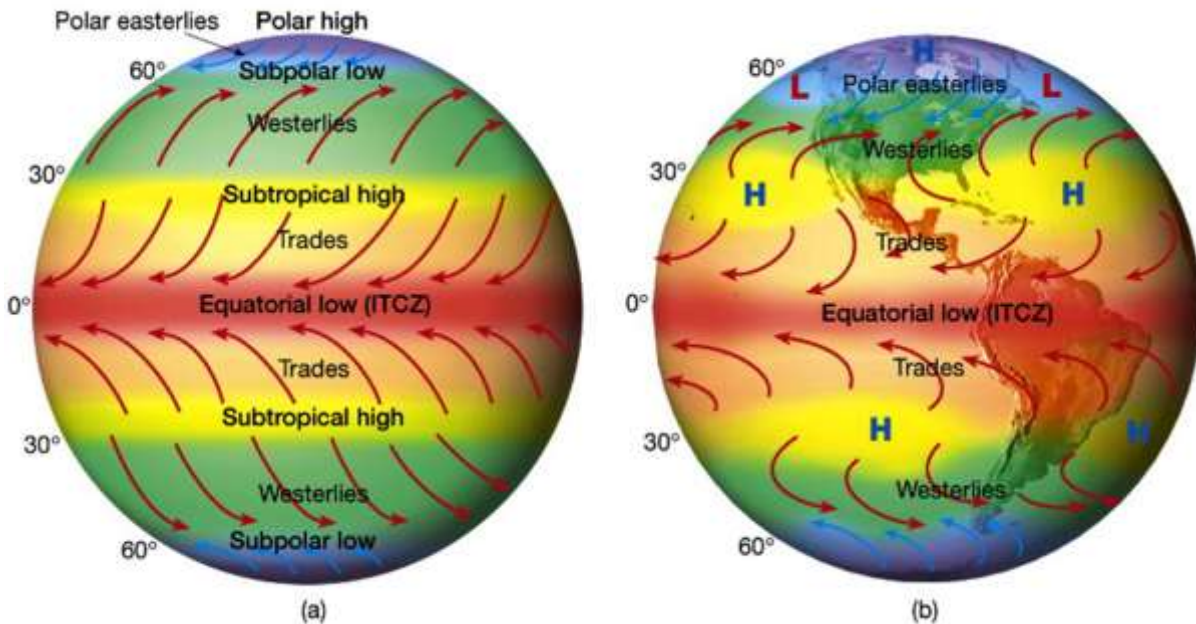 Polar easterlies
Polar high
60°
Subpolar low
Westerlies
30°
Subtropical high
Trades
0°
Equatorial low (ITCZ)
Trades
Subtropical high
30°
Westerlies
60°
Subpolar low
(a)
H
60°
L
Polar easterlies
L
Westerlies
30°
H
H
Trades
0°
Equatorial low (ITCZ)
Trades
30°
H
H
Westerlies
60°
(b)